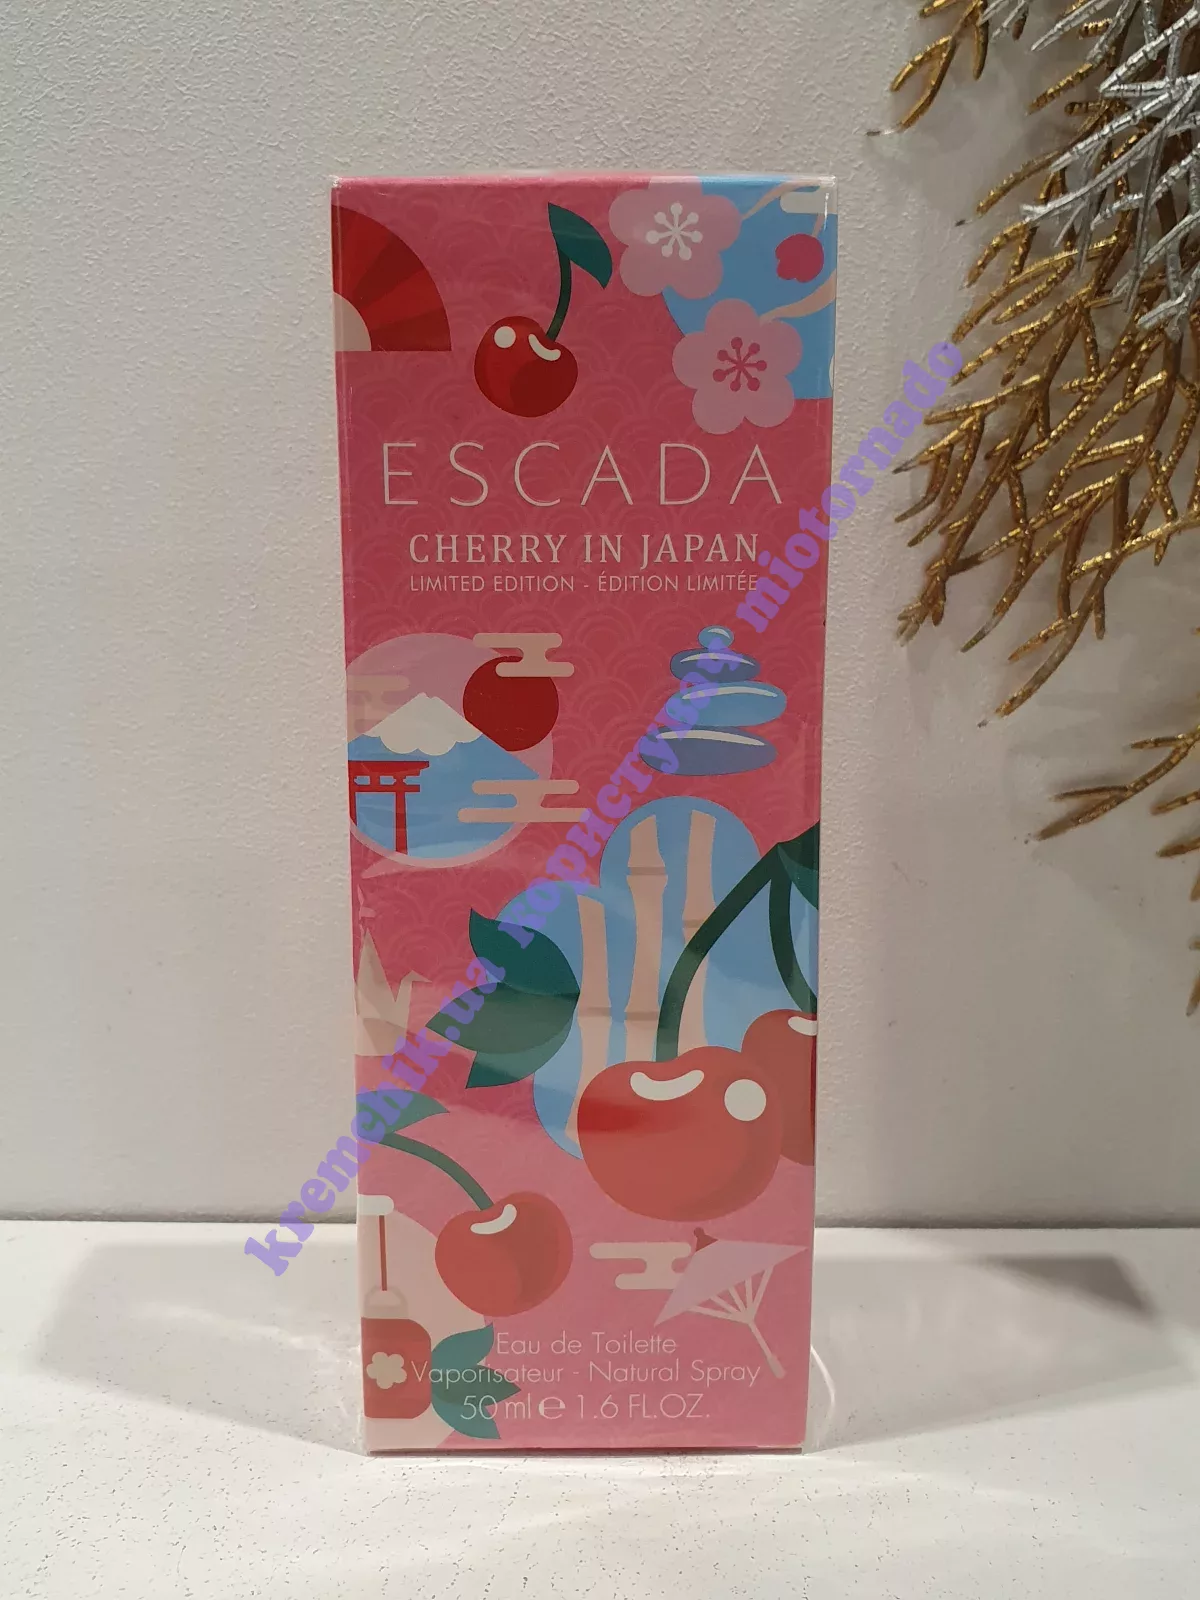 ESCADA
CHERRY IN JAPAN
LIMITED EDITION - ÉDITION LIMITÉE
Eau de Toilette
Vaporisateur - Natural Spray
50 ml e 1.6 FL.OZ.
kremchik.ua користувач miotornado